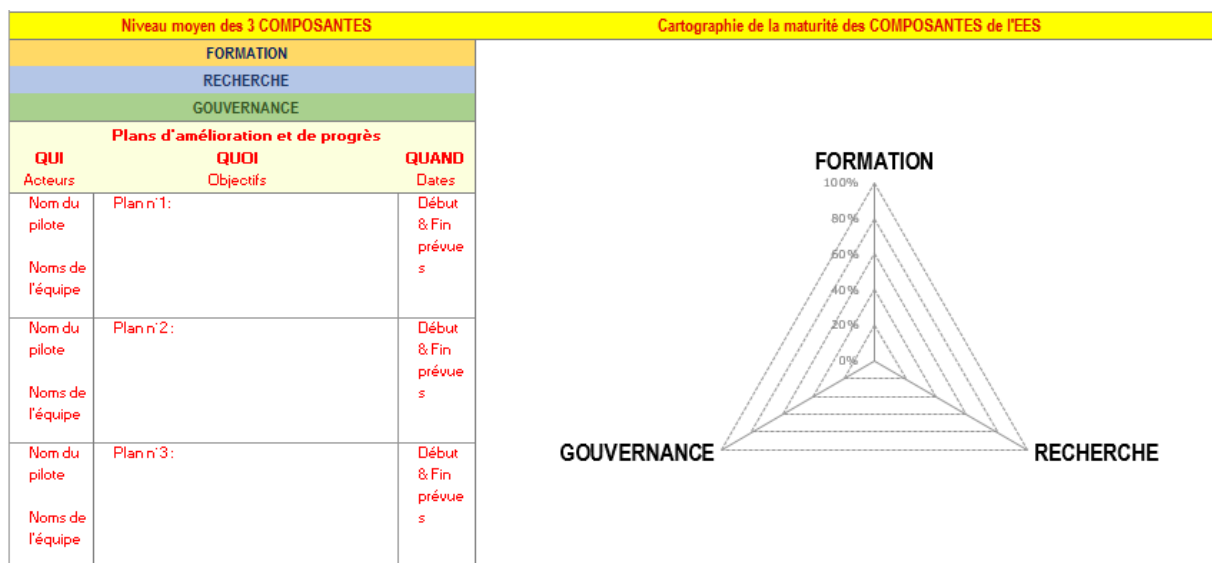 Niveau moyen des 3 COMPOSANTES
Cartographie de la maturité des COMPOSANTES de l'EES
FORMATION
RECHERCHE
GOUVERNANCE
Plans d'amélioration et de progrès
QUI
QUOI
QUAND
Acteurs
Objectifs
Dates
Nom du
pilote
Noms de
l'équipe
Plan n°1:
Début
& Fin
prévue
s
Nom du
pilote
Noms de
l'équipe
Plan n°2:
Début
& Fin
prévue
s
Nom du
pilote
Noms de
l'équipe
Plan n°3:
Début
& Fin
prévue
s
FORMATION
100%
80%
60%
40%
20%
0%
GOUVERNANCE
RECHERCHE